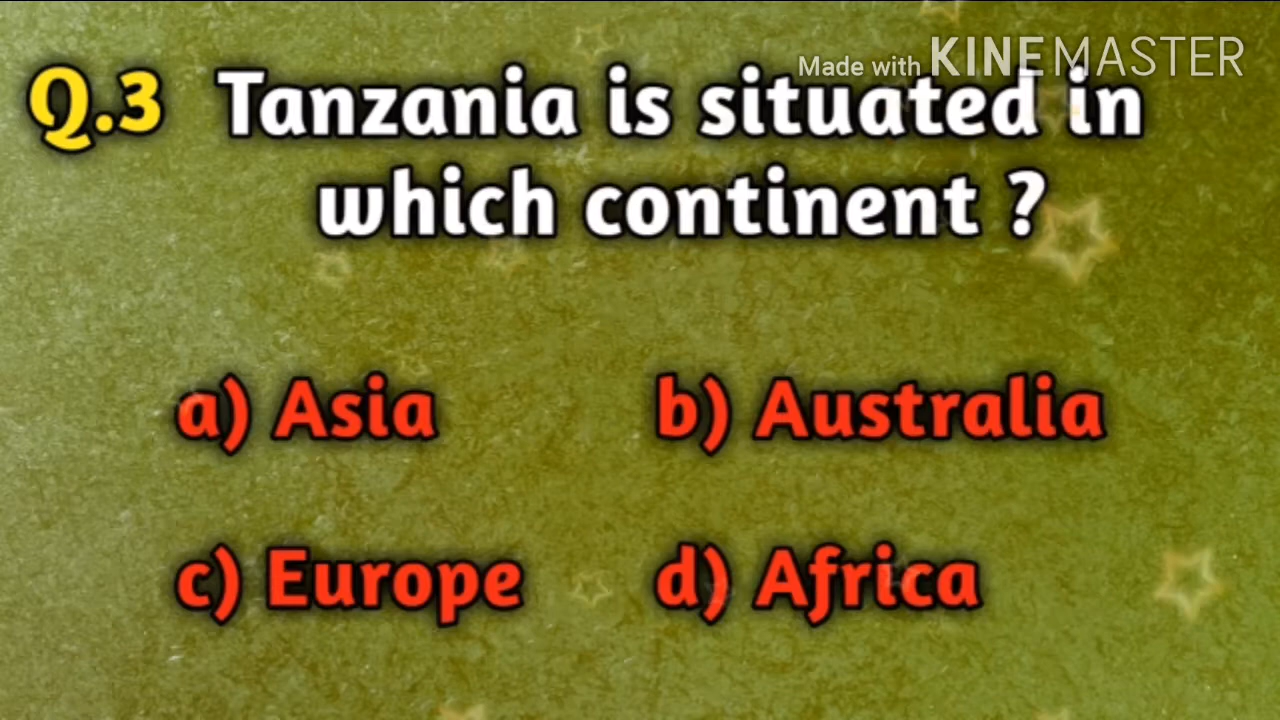 Made with KINEMASTER
Q.3 Tanzania is situated in
which continent ?
a) Asia b) Australia
c) Europe d) Africa